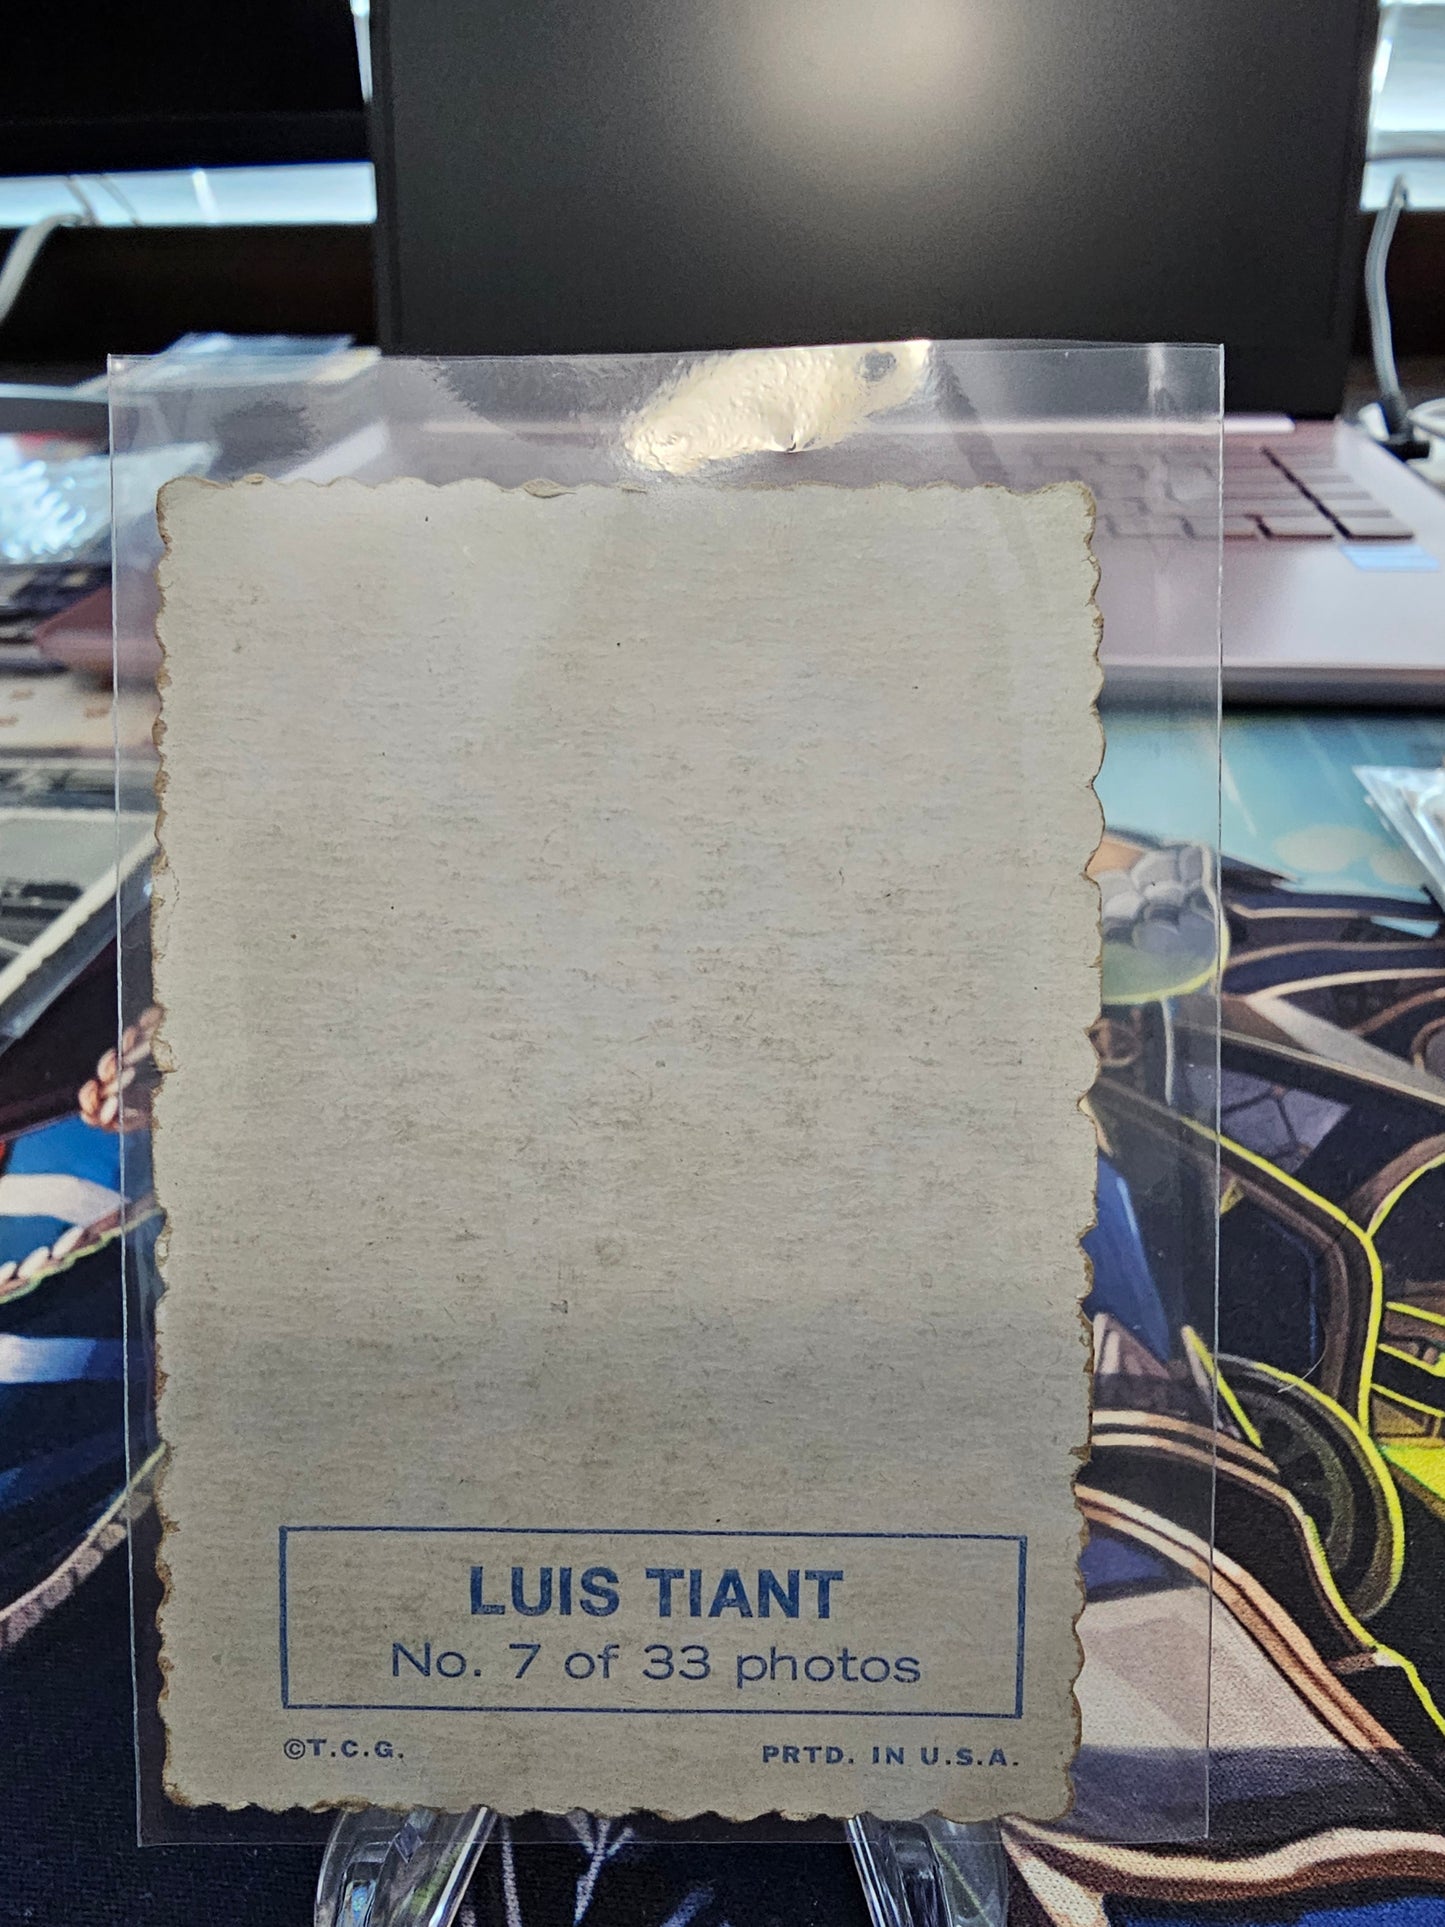 LUIS TIANT
No. 7 of 33 photos
©T.C.G. PRTD. IN U.S.A.